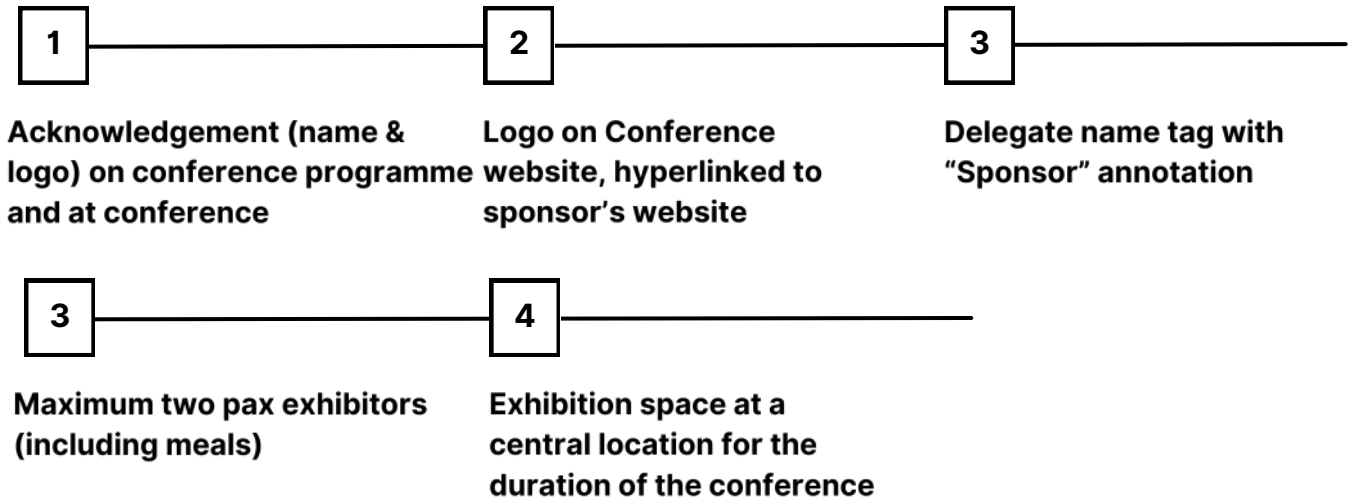 1
2
3
Acknowledgement (name &
logo) on conference programme
and at conference
Logo on Conference
website, hyperlinked to
sponsor’s website
Delegate name tag with
“Sponsor” annotation
3
4
Maximum two pax exhibitors
(including meals)
Exhibition space at a
central location for the
duration of the conference